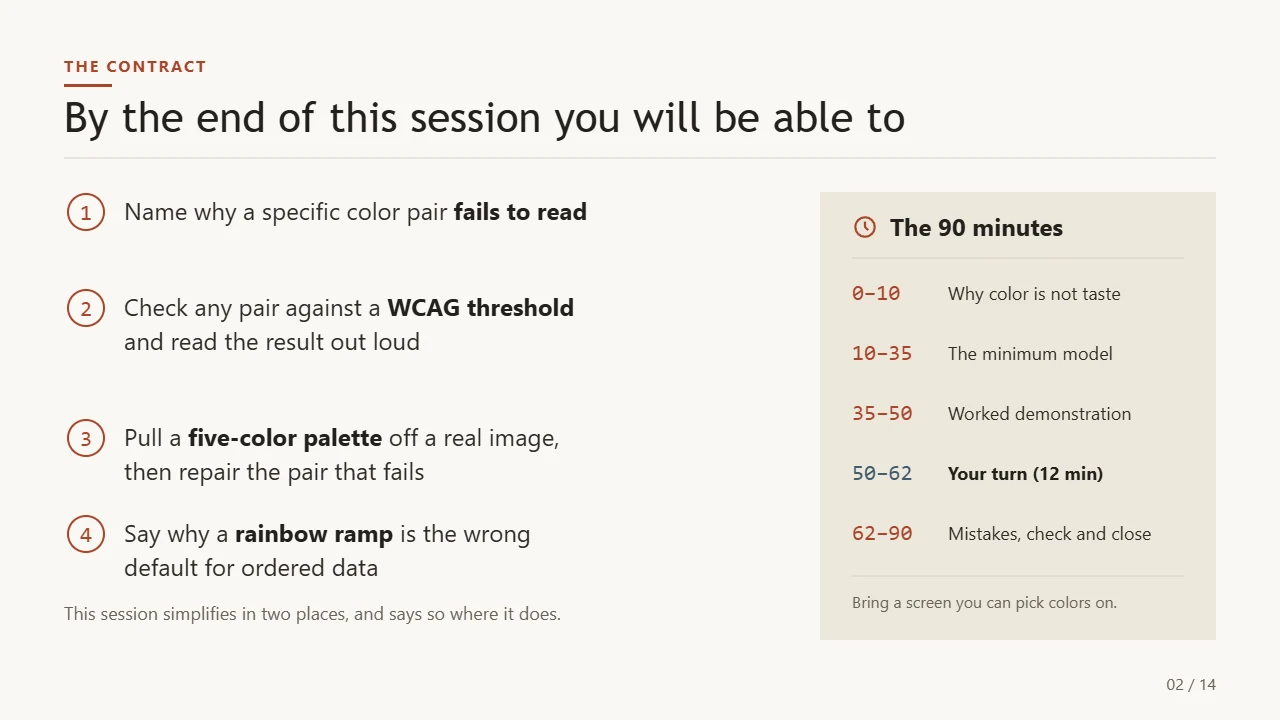 THE CONTRACT
By the end of this session you will be able to
1 Name why a specific color pair fails to read
2 Check any pair against a WCAG threshold
and read the result out loud
3 Pull a five-color palette off a real image,
then repair the pair that fails
4 Say why a rainbow ramp is the wrong
default for ordered data
This session simplifies in two places, and says so where it does.
The 90 minutes
0–10 Why color is not taste
10–35 The minimum model
35–50 Worked demonstration
50–62 Your turn (12 min)
62–90 Mistakes, check and close
Bring a screen you can pick colors on.
02 / 14